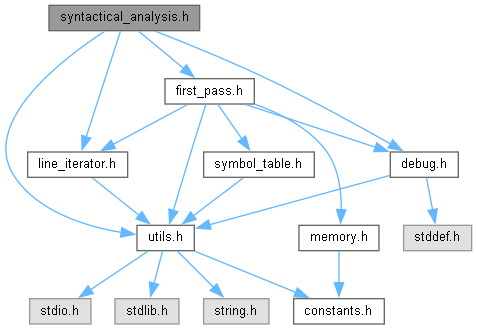 syntactical_analysis.h
first_pass.h
line_iterator.h
symbol_table.h
debug.h
utils.h
memory.h
stddef.h
stdio.h
stdlib.h
string.h
constants.h